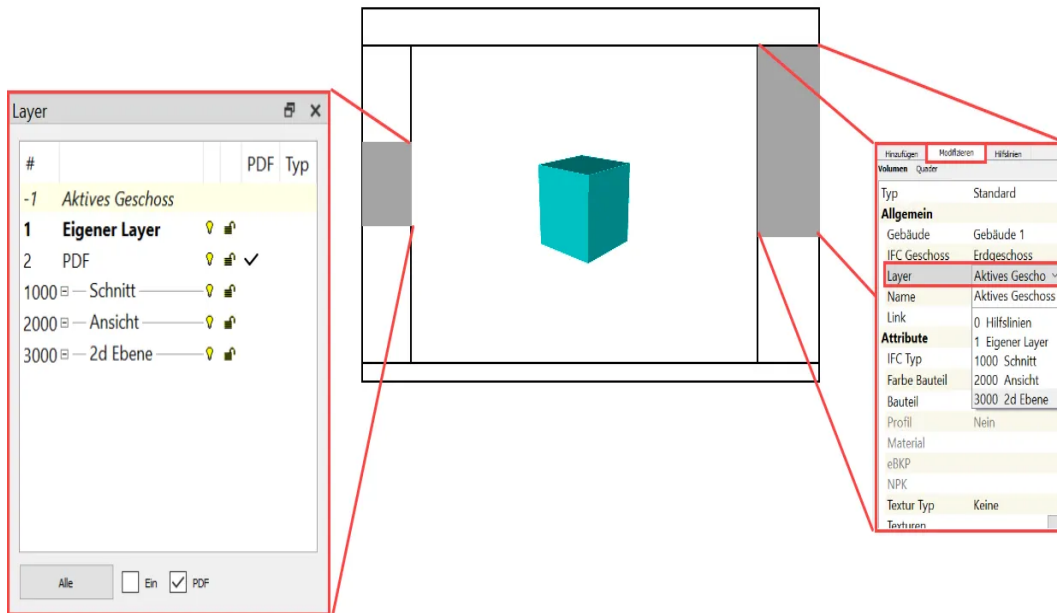 Layer
# PDF Typ
-1 Aktives Geschoss
1 Eigener Layer
2 PDF
1000 Schnitt
2000 Ansicht
3000 2d Ebene
Alle Ein PDF
Hinzufügen Modifizieren Hilfslinien
Volumen Quader
Typ Standard
Allgemein
Gebäude Gebäude 1
IFC Geschoss Erdgeschoss
Layer Aktives Gescho
Name Aktives Geschoss
Link
0 Hilfslinien
Attribute
1 Eigener Layer
IFC Typ 1000 Schnitt
Farbe Bauteil 2000 Ansicht
Bauteil 3000 2d Ebene
Profil Nein
Material
eBKP
NPK
Textur Typ Keine
Texturen